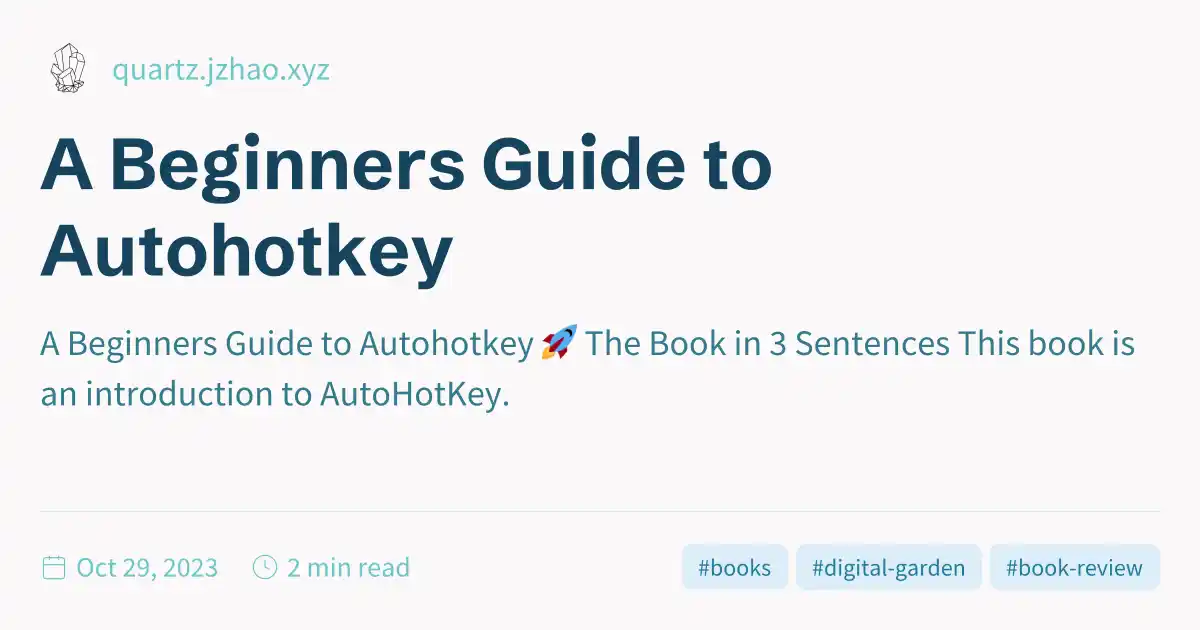 quartz.jzhao.xyz
A Beginners Guide to
Autohotkey
A Beginners Guide to Autohotkey 🚀 The Book in 3 Sentences This book is
an introduction to AutoHotKey.
Oct 29, 2023 2 min read #books #digital-garden #book-review